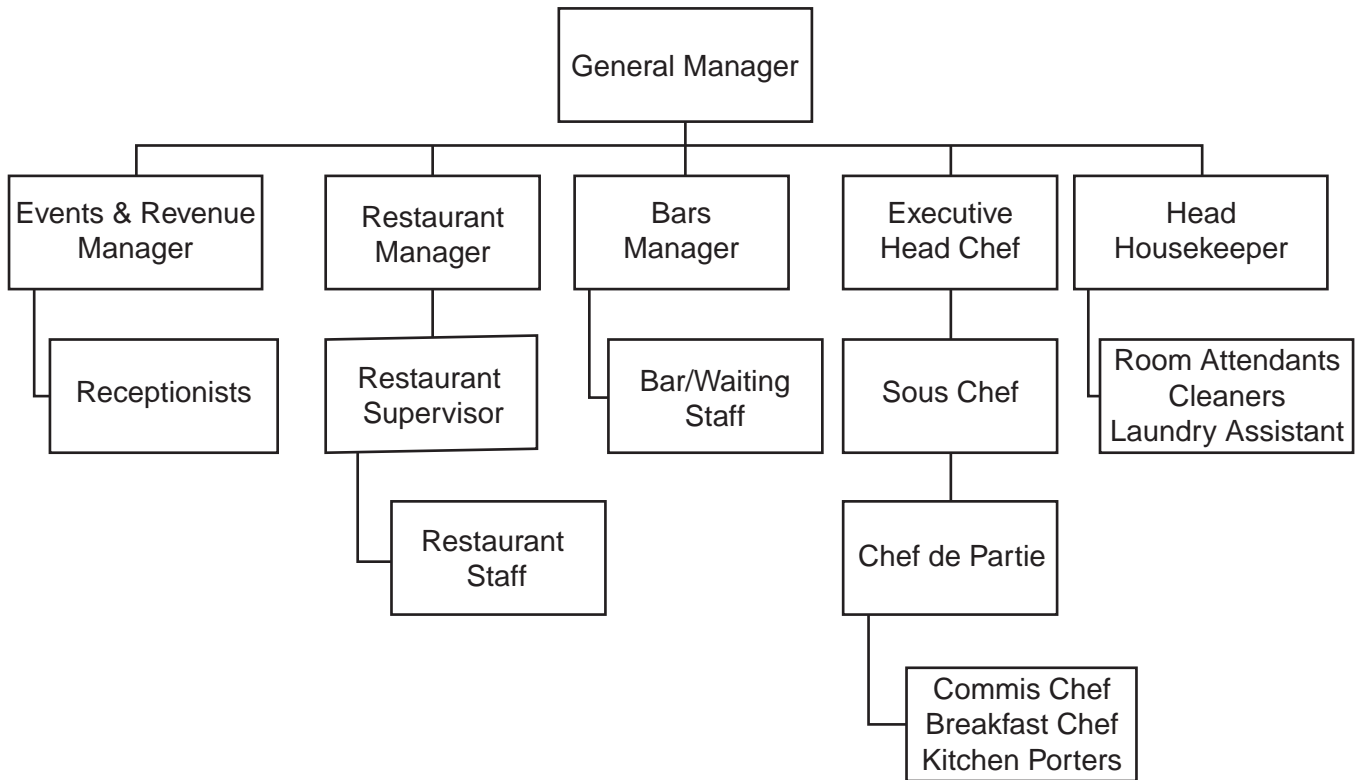 General Manager
Events & Revenue
Manager
Restaurant
Manager
Bars
Manager
Executive
Head Chef
Head
Housekeeper
Receptionists
Restaurant
Supervisor
Bar/Waiting
Staff
Sous Chef
Room Attendants
Cleaners
Laundry Assistant
Restaurant
Staff
Chef de Partie
Commis Chef
Breakfast Chef
Kitchen Porters